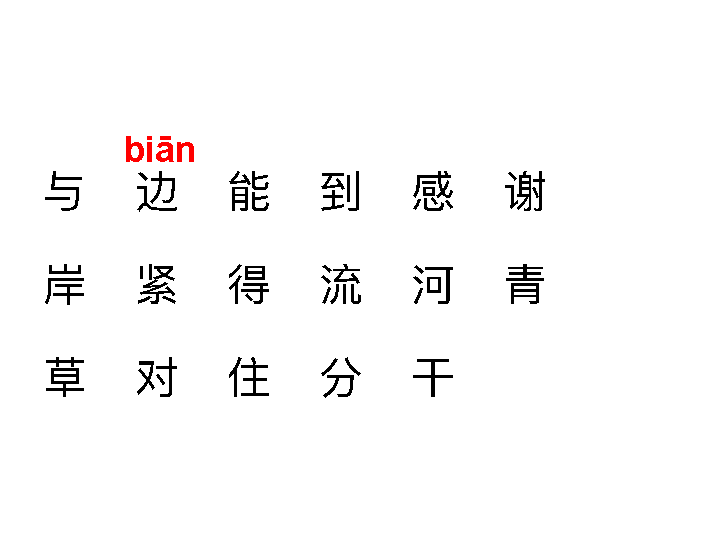 biān
与 边 能 到 感 谢
岸 紧 得 流 河 青
草 对 住 分 干